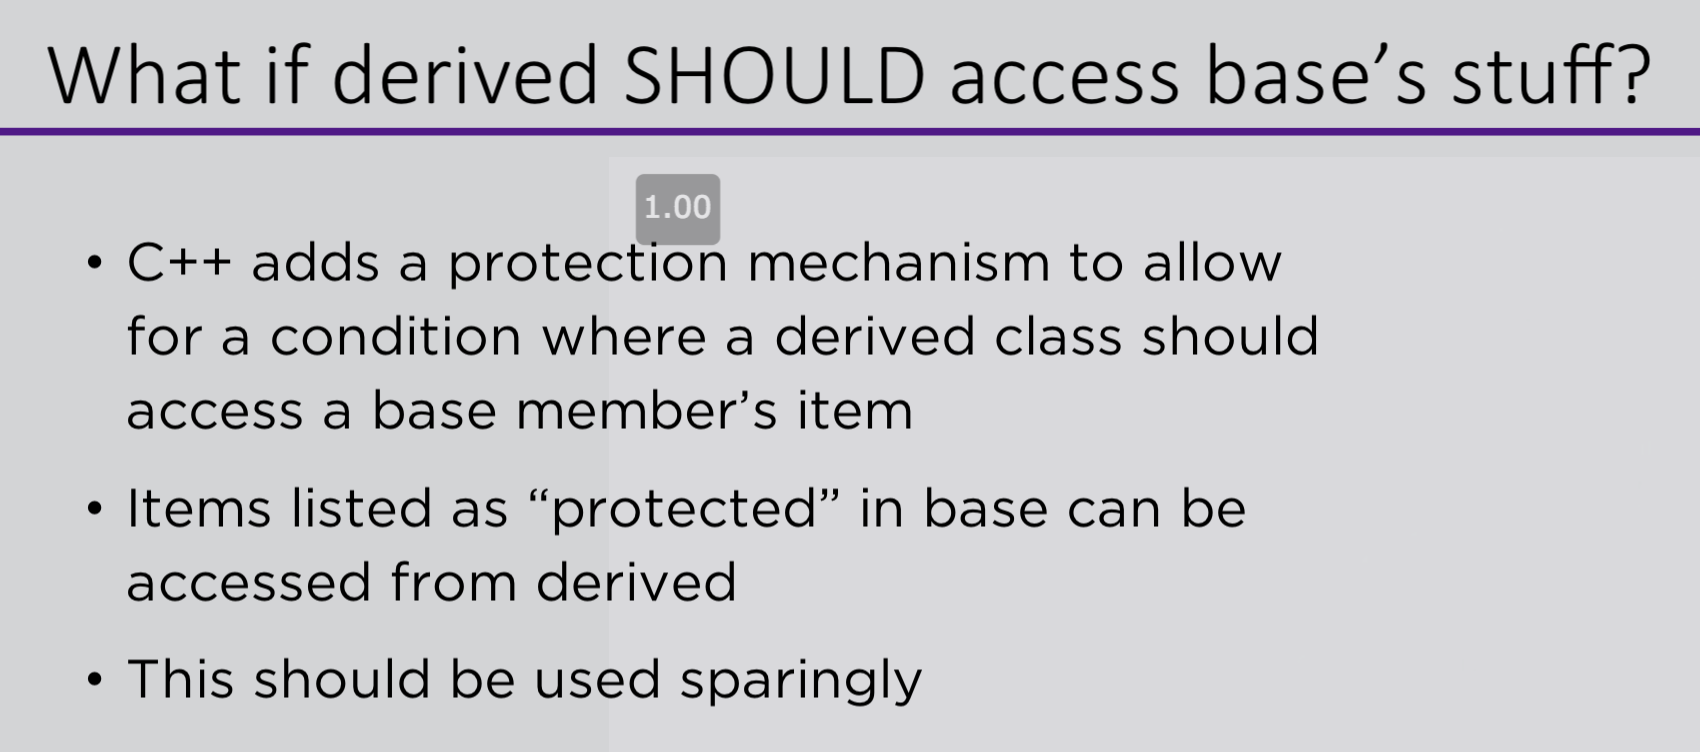 What if derived SHOULD access base’s stuff?
1.00
• C++ adds a protection mechanism to allow
for a condition where a derived class should
access a base member’s item
• Items listed as “protected” in base can be
accessed from derived
• This should be used sparingly